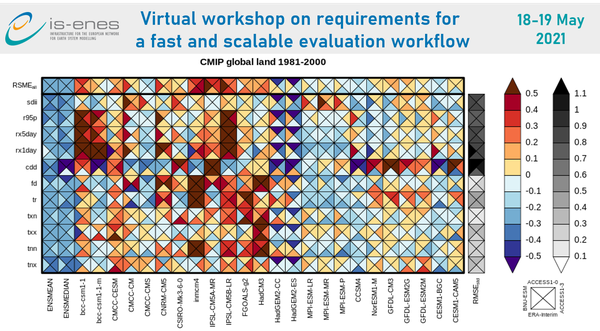 is-enes
INFRASTRUCTURE FOR THE EUROPEAN NETWORK
FOR EARTH SYSTEM MODELLING
Virtual workshop on requirements for
a fast and scalable evaluation workflow
18-19 May
2021
CMIP global land 1981-2000
RSME all
sdii
r95p
rx5day
rx1day
cdd
fd
tr
txn
txx
tnn
tnx
ENSMEAN
ENSMEDIAN
bcc-csm1-1
bcc-csm1-1-m
CMCC-CESM
CMCC-CM
CMCC-CMS
CNRM-CM5
CSIRO-Mk3-6-0
inmcm4
IPSL-CM5A-MR
IPSL-CM5B-LR
FGOALS-g2
HadCM3
HadGEM2-CC
HadGEM2-ES
MPI-ESM-LR
MPI-ESM-MR
MPI-ESM-P
CCSM4
NorESM1-M
GFDL-CM3
GFDL-ESM2G
GFDL-ESM2M
CESM1-BGC
CESM1-CAM5
0.5
0.4
0.3
0.2
0.1
0
-0.1
-0.2
-0.3
-0.4
-0.5
1.1
1
0.9
0.8
0.7
0.6
0.5
0.4
0.3
0.2
0.1
ACCESS1-0
BNU-ESM
ACCESS1-3
ERA-Interim